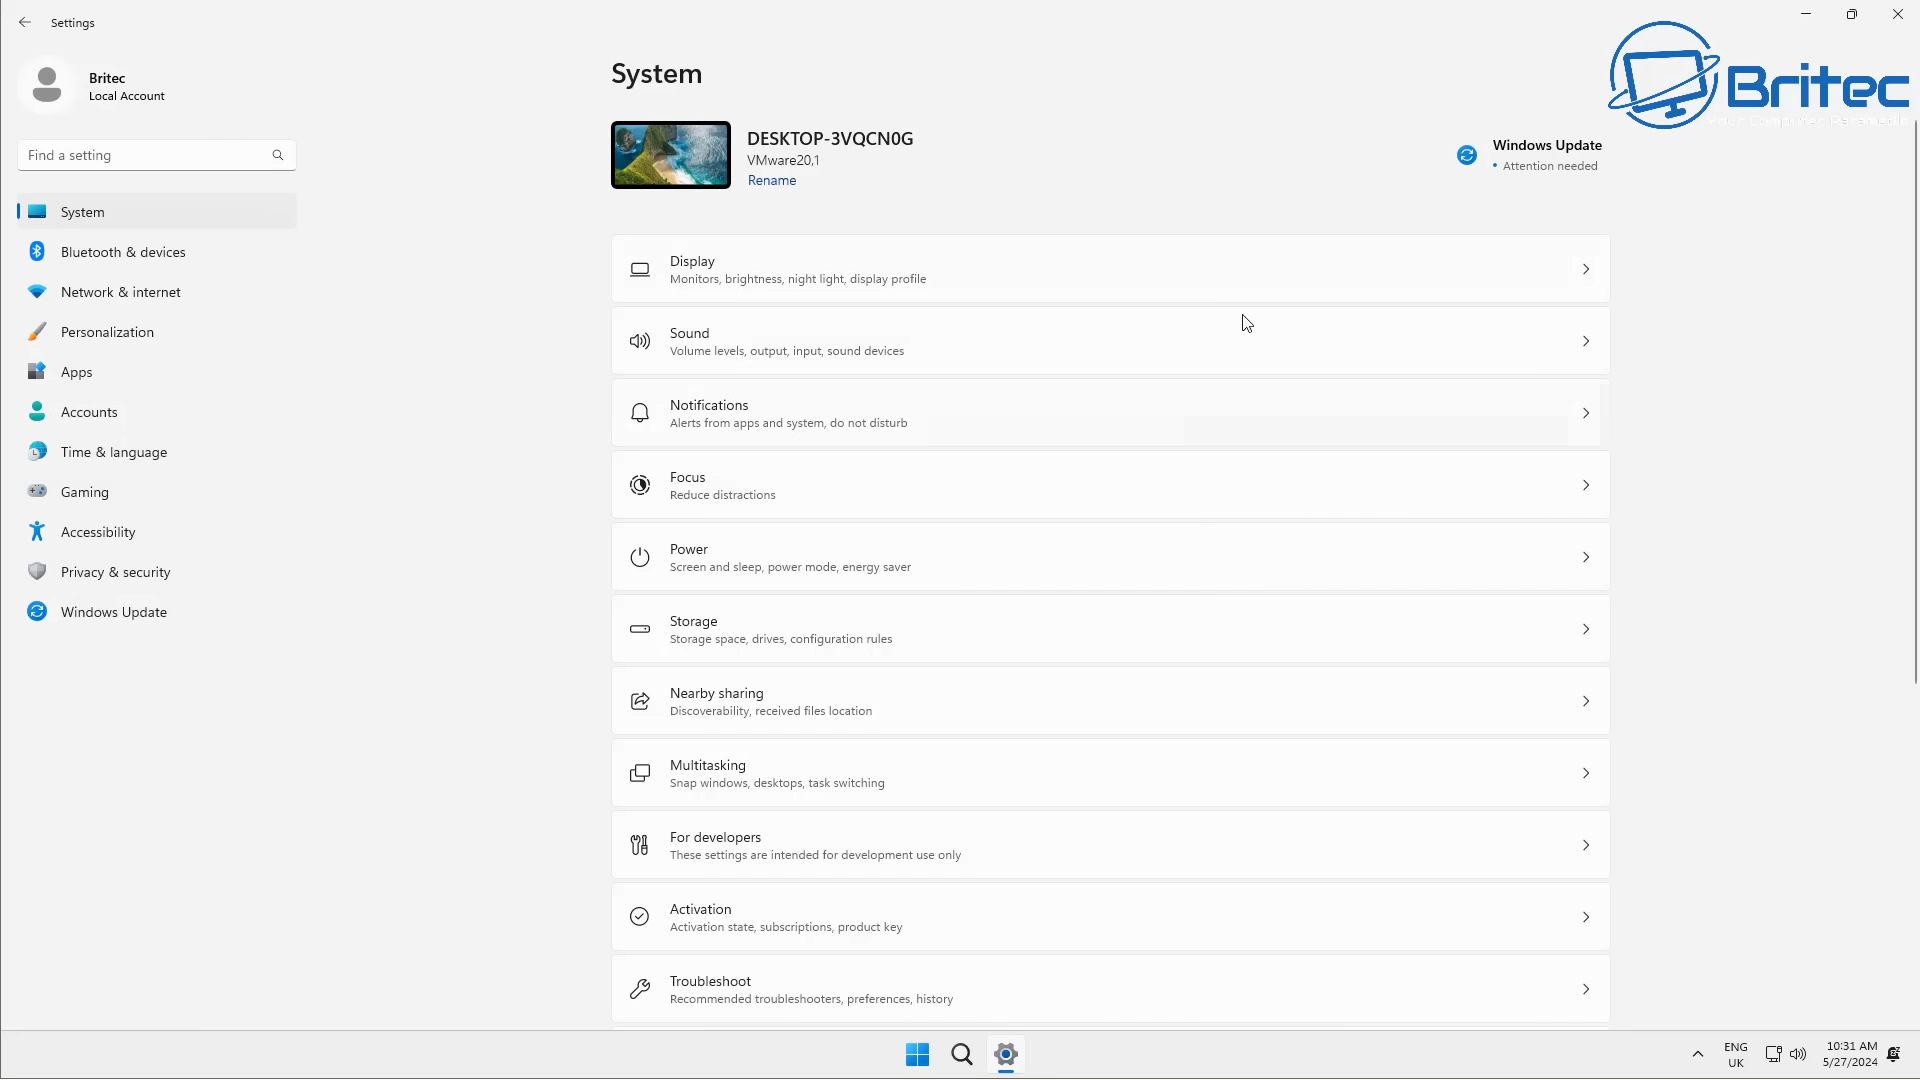 Settings
Britec
Local Account
Find a setting
System
Bluetooth & devices
Network & internet
Personalization
Apps
Accounts
Time & language
Gaming
Accessibility
Privacy & security
Windows Update
System
DESKTOP-3VQCN0G
VMware20,1
Rename
Windows Update
• Attention needed
Britec
Display
Monitors, brightness, night light, display profile
Sound
Volume levels, output, input, sound devices
Notifications
Alerts from apps and system, do not disturb
Focus
Reduce distractions
Power
Screen and sleep, power mode, energy saver
Storage
Storage space, drives, configuration rules
Nearby sharing
Discoverability, received files location
Multitasking
Snap windows, desktops, task switching
For developers
These settings are intended for development use only
Activation
Activation state, subscriptions, product key
Troubleshoot
Recommended troubleshooters, preferences, history
ENG
UK
10:31 AM
5/27/2024